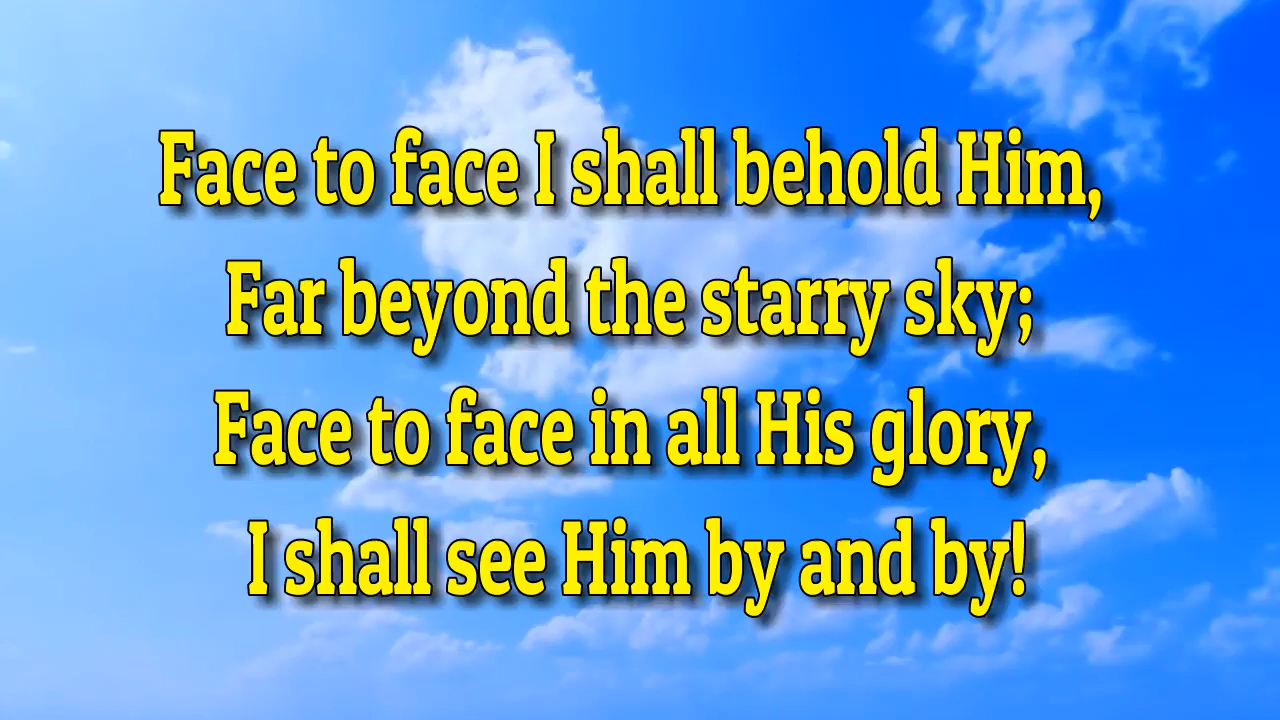 Face to face I shall behold Him,
Far beyond the starry sky;
Face to face in all His glory,
I shall see Him by and by!